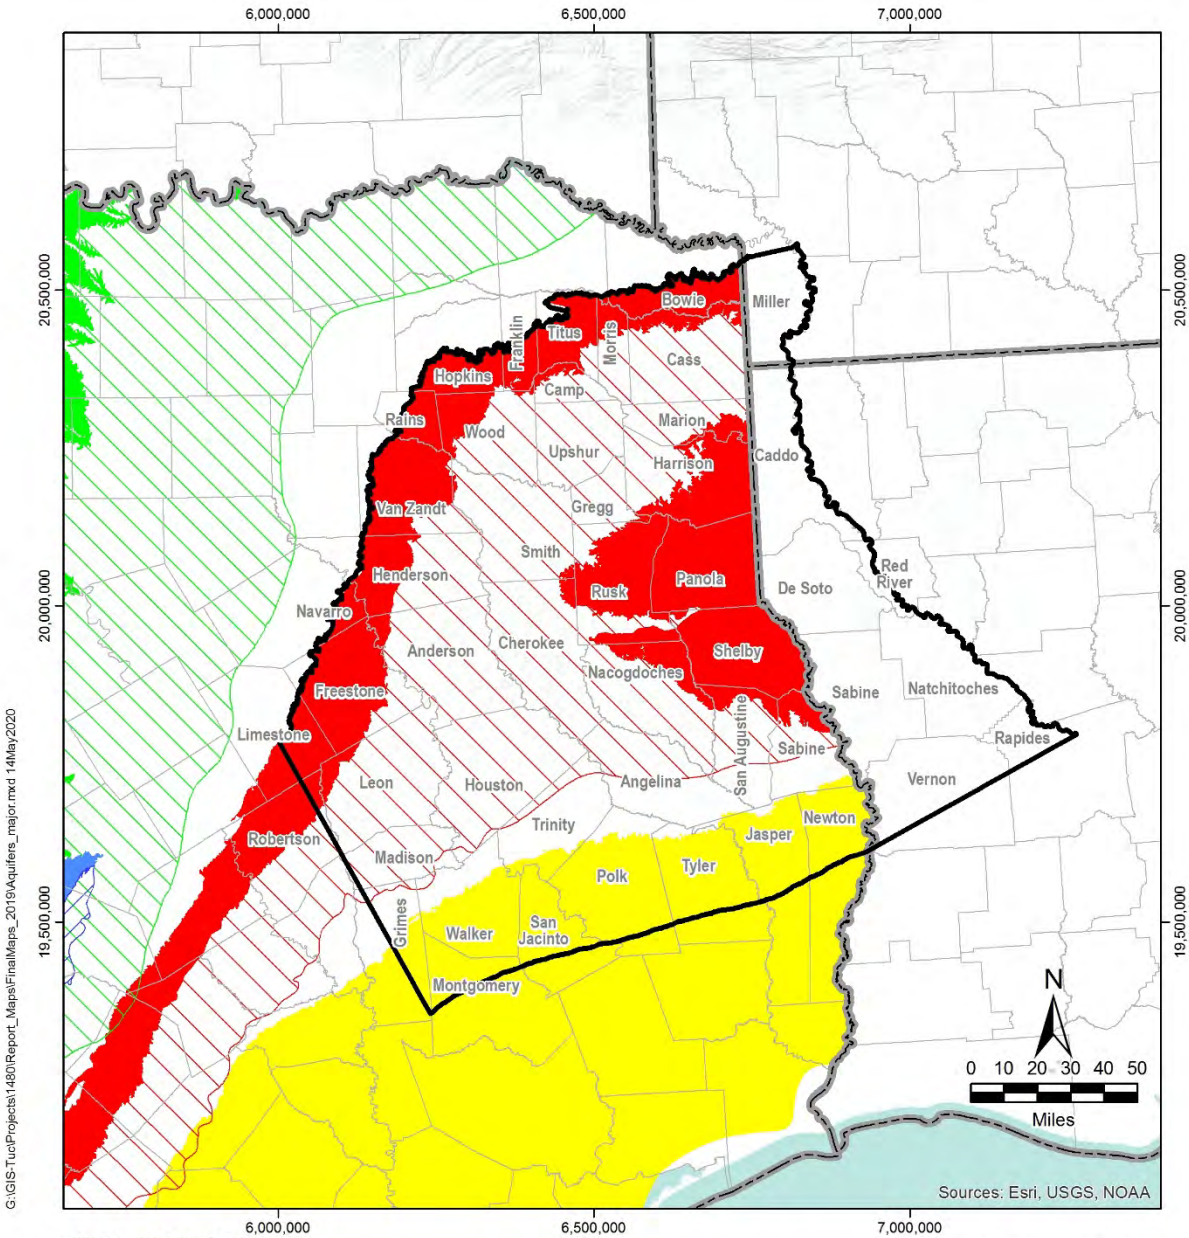 6,000,000
6,500,000
7,000,000
20,500,000
20,500,000
Bowie
Miller
Franklin
Titus
Morris
Cass
Hopkins
Camp
Rains
Wood
Marion
Upshur
Harrison
Caddo
Van Zandt
Gregg
Smith
Henderson
Rusk
Panola
De Soto
Red
River
Navarro
20,000,000
20,000,000
Anderson
Cherokee
Shelby
Nacogdoches
Freestone
Sabine
Natchitoches
Limestone
San Augustine
Sabine
Rapides
Leon
Houston
Angelina
Vernon
Trinity
Newton
Robertson
Jasper
Madison
Tyler
Polk
Grimes
Walker
San
Jacinto
19,500,000
19,500,000
Montgomery
N
0 10 20 30 40 50
Miles
Sources: Esri, USGS, NOAA
6,000,000
6,500,000
7,000,000
G:\GIS-Tuc\Projects\1480\Report_Maps\FinalMaps_2019\Aquifers_major.mxd 14May2020